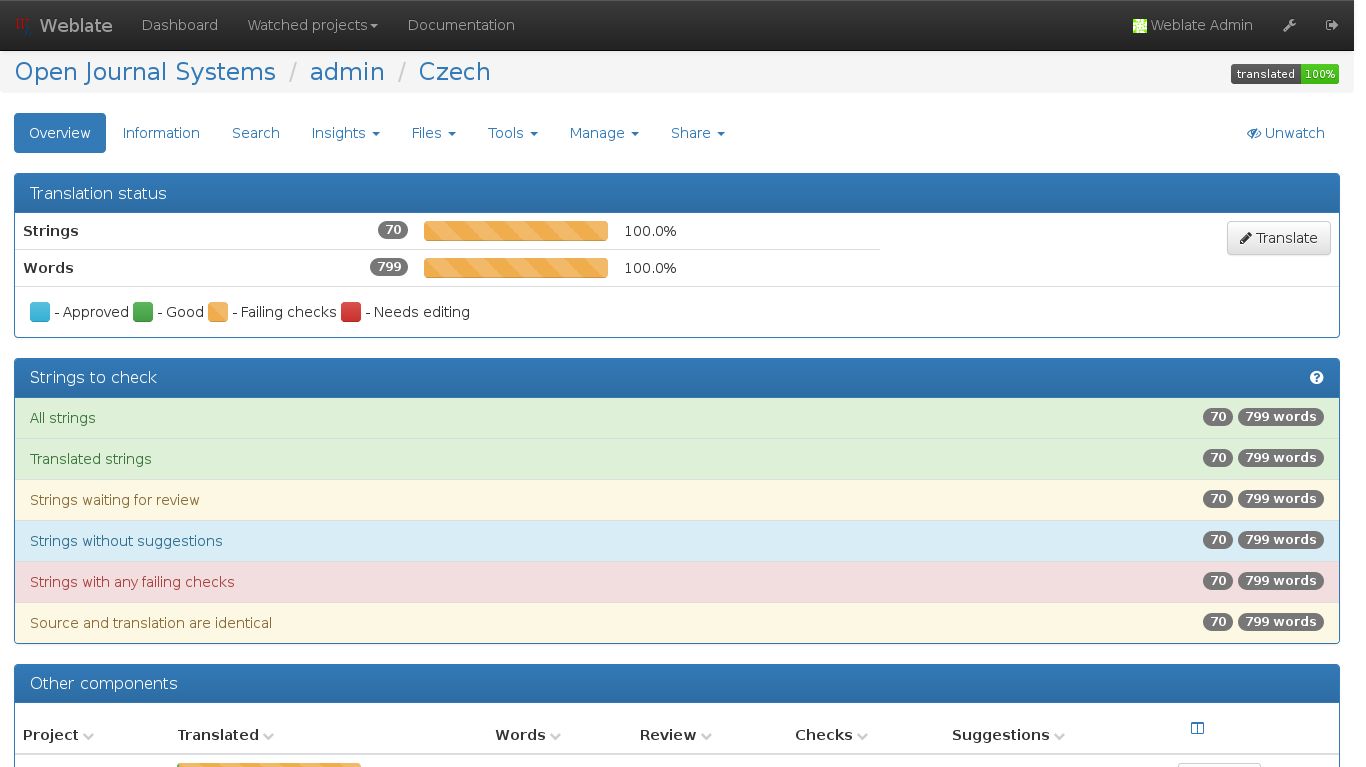 Weblate Dashboard Watched projects Documentation Weblate Admin
Open Journal Systems / admin / Czech translated 100%
Overview Information Search Insights Files Tools Manage Share Unwatch
Translation status
Strings 70 100.0% Translate
Words 799 100.0%
- Approved - Good - Failing checks - Needs editing
Strings to check
All strings 70 799 words
Translated strings 70 799 words
Strings waiting for review 70 799 words
Strings without suggestions 70 799 words
Strings with any failing checks 70 799 words
Source and translation are identical 70 799 words
Other components
Project Translated Words Review Checks Suggestions